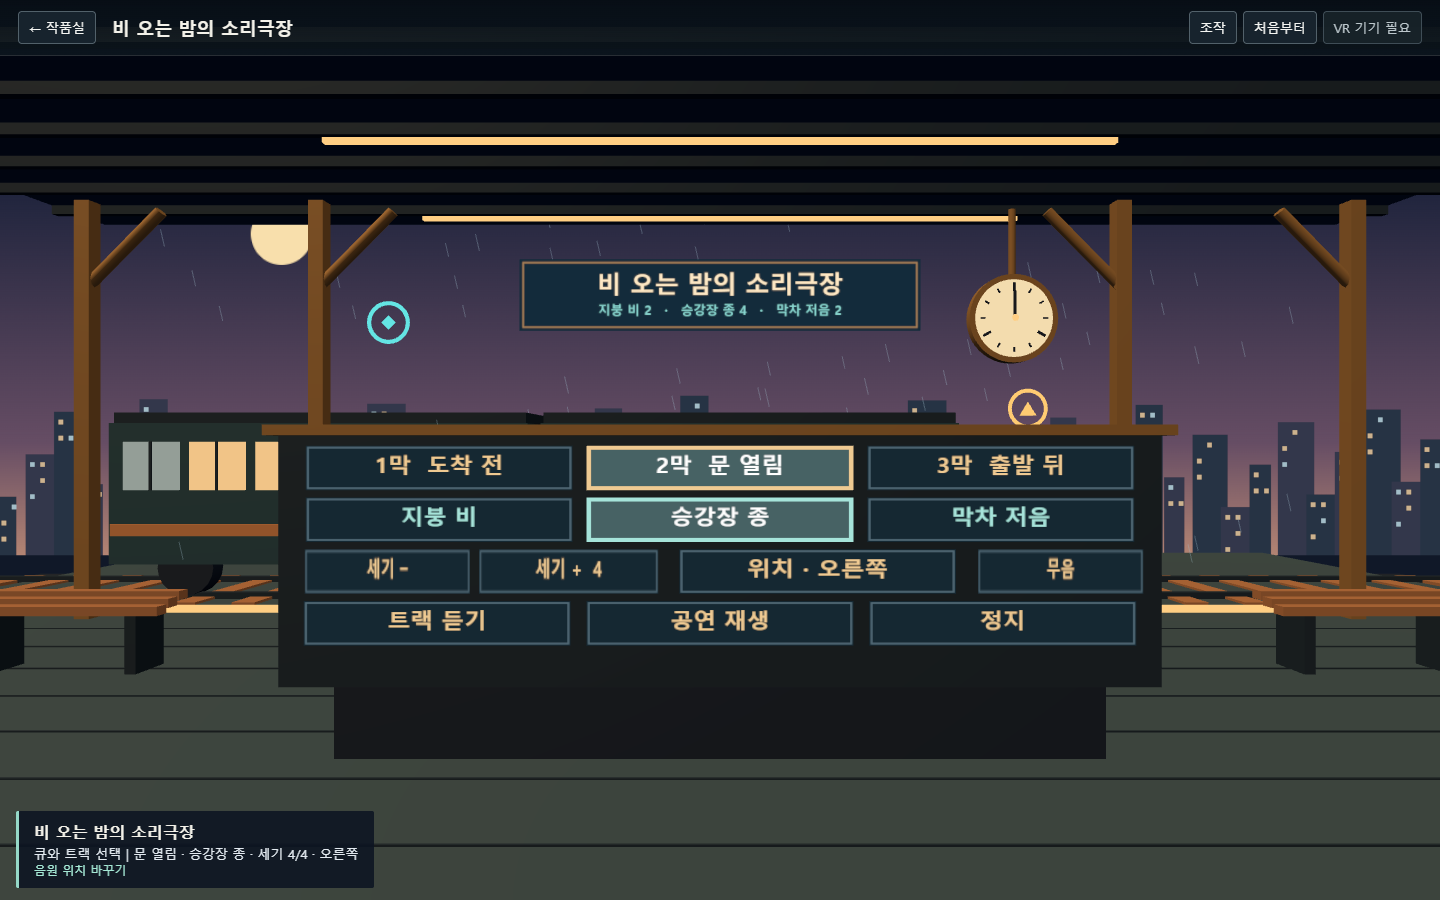 ← 작품실
비 오는 밤의 소리극장
조작
처음부터
VR 기기 필요
비 오는 밤의 소리극장
지붕 비 2 · 승강장 종 4 · 막차 저음 2
1막 도착 전
2막 문 열림
3막 출발 뒤
지붕 비
승강장 종
막차 저음
세기 -
세기 + 4
위치 · 오른쪽
무음
트랙 듣기
공연 재생
정지
비 오는 밤의 소리극장
큐와 트랙 선택 | 문 열림 · 승강장 종 · 세기 4/4 · 오른쪽
음원 위치 바꾸기